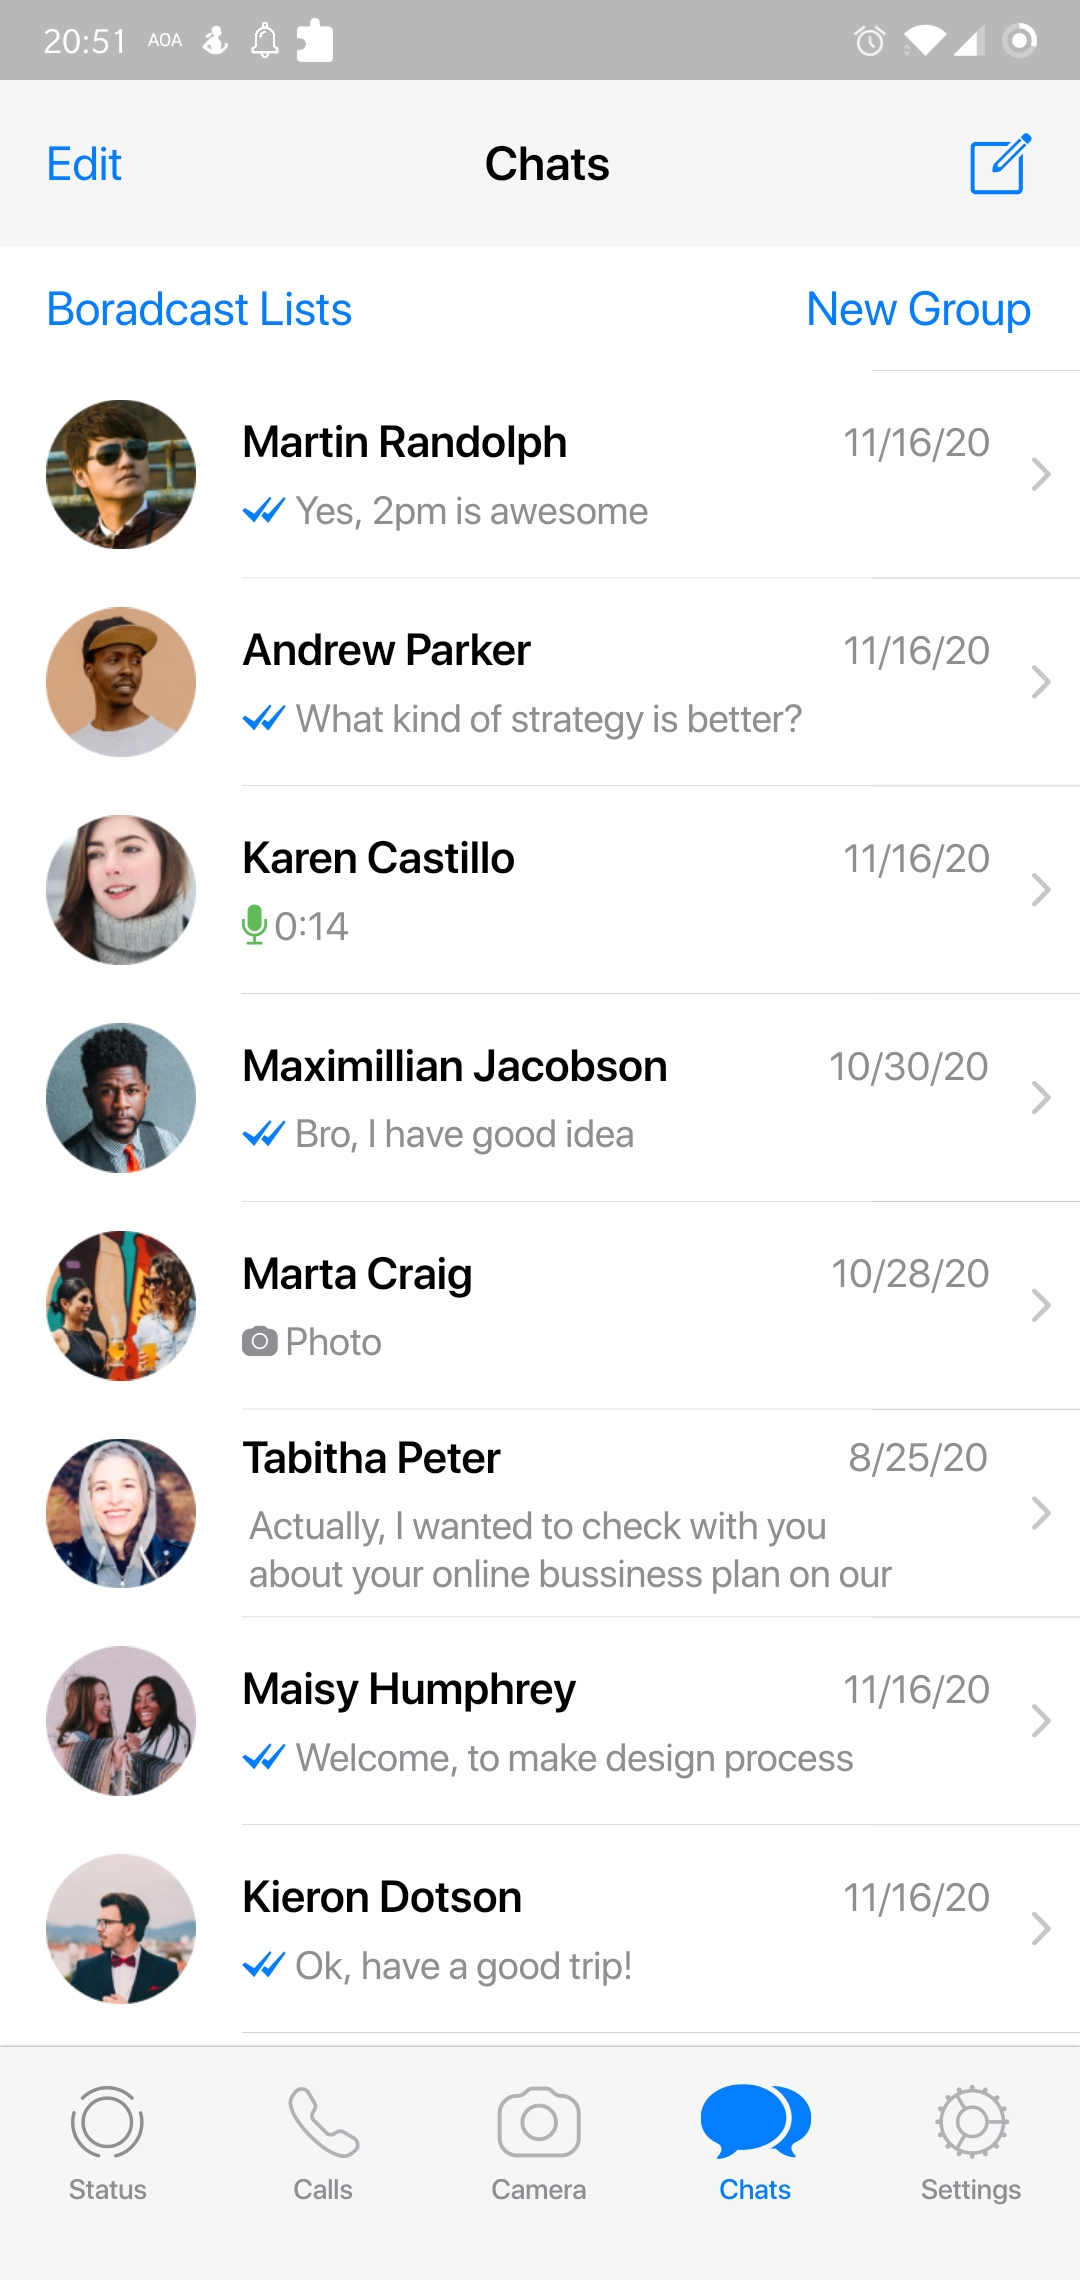 20:51 AOA
Edit Chats
Boradcast Lists New Group
Martin Randolph 11/16/20
Yes, 2pm is awesome
Andrew Parker 11/16/20
What kind of strategy is better?
Karen Castillo 11/16/20
0:14
Maximillian Jacobson 10/30/20
Bro, I have good idea
Marta Craig 10/28/20
Photo
Tabitha Peter 8/25/20
Actually, I wanted to check with you
about your online bussiness plan on our
Maisy Humphrey 11/16/20
Welcome, to make design process
Kieron Dotson 11/16/20
Ok, have a good trip!
Status Calls Camera Chats Settings